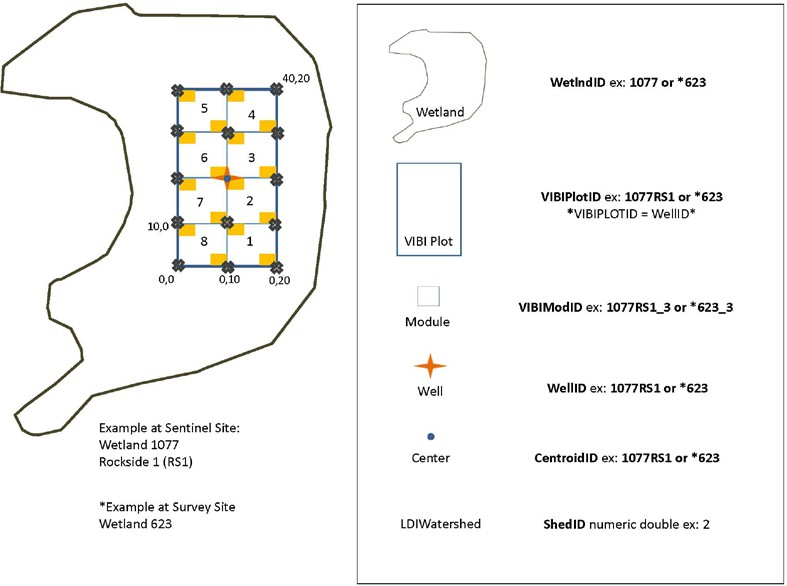 40,20
5
4
6
3
7
2
10,0
8
1
0,0
0,10
0,20
Example at Sentinel Site:
Wetland 1077
Rockside 1 (RS1)
*Example at Survey Site
Wetland 623
Wetland
WetlndID ex: 1077 or *623
VIBI Plot
VIBIPlotID ex: 1077RS1 or *623
*VIBIPLOTID = WellID*
Module
VIBIModID ex: 1077RS1_3 or *623_3
Well
WellID ex: 1077RS1 or *623
Center
CentroidID ex: 1077RS1 or *623
LDIWatershed
ShedID numeric double ex: 2